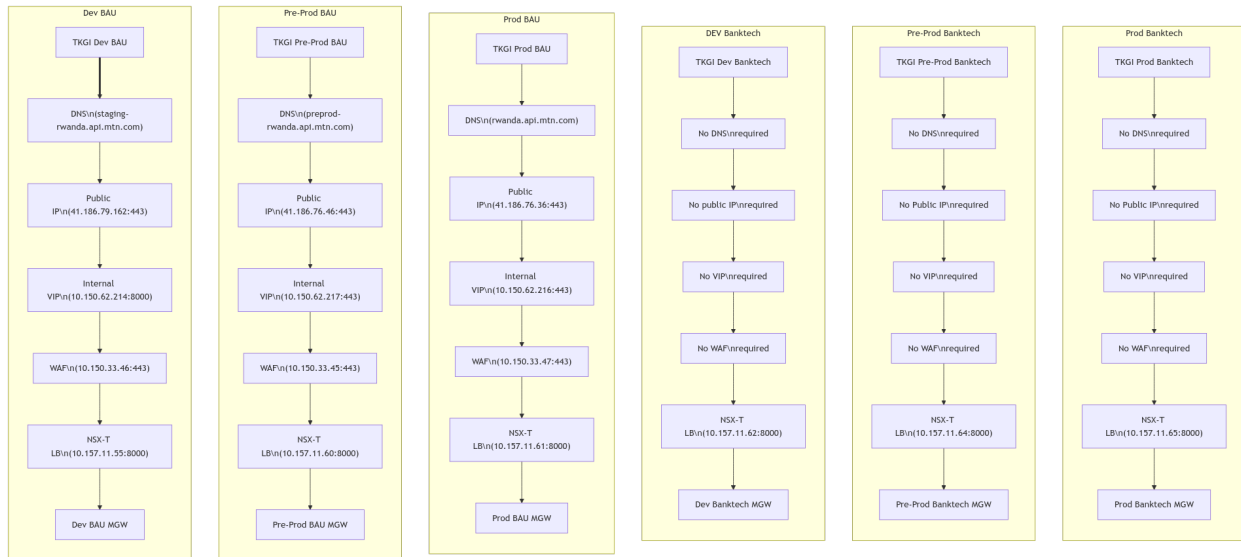 Dev BAU
TKGI Dev BAU
DNS\n(staging-
rwanda.api.mtn.com)
Public
IP\n(41.186.79.162:443)
Internal
VIP\n(10.150.62.214:8000)
WAF\n(10.150.33.46:443)
NSX-T
LB\n(10.157.11.55:8000)
Dev BAU MGW
Pre-Prod BAU
TKGI Pre-Prod BAU
DNS\n(preprod-
rwanda.api.mtn.com)
Public
IP\n(41.186.76.46:443)
Internal
VIP\n(10.150.62.217:443)
WAF\n(10.150.33.45:443)
NSX-T
LB\n(10.157.11.60:8000)
Pre-Prod BAU MGW
Prod BAU
TKGI Prod BAU
DNS\n(rwanda.api.mtn.com)
Public
IP\n(41.186.76.36:443)
Internal
VIP\n(10.150.62.216:443)
WAF\n(10.150.33.47:443)
NSX-T
LB\n(10.157.11.61:8000)
Prod BAU MGW
DEV Banktech
TKGI Dev Banktech
No DNS\nrequired
No public IP\nrequired
No VIP\nrequired
No WAF\nrequired
NSX-T
LB\n(10.157.11.62:8000)
Dev Banktech MGW
Pre-Prod Banktech
TKGI Pre-Prod Banktech
No DNS\nrequired
No Public IP\nrequired
No VIP\nrequired
No WAF\nrequired
NSX-T
LB\n(10.157.11.64:8000)
Pre-Prod Banktech MGW
Prod Banktech
TKGI Prod Banktech
No DNS\nrequired
No Public IP\nrequired
No VIP\nrequired
No WAF\nrequired
NSX-T
LB\n(10.157.11.65:8000)
Prod Banktech MGW